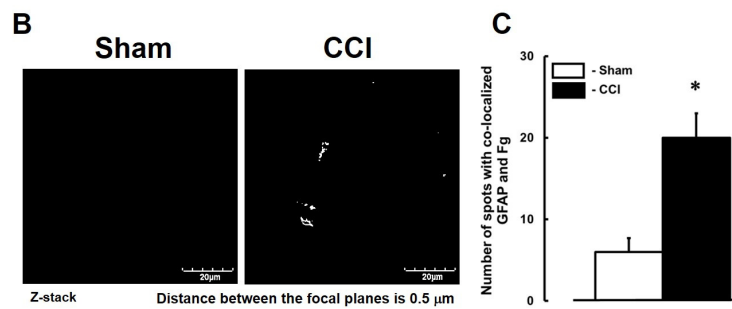 B
Sham
CCI
20μm
20μm
Z-stack
Distance between the focal planes is 0.5 μm
C
Number of spots with co-localized
GFAP and Fg
30
20
10
0
- Sham
- CCI
*